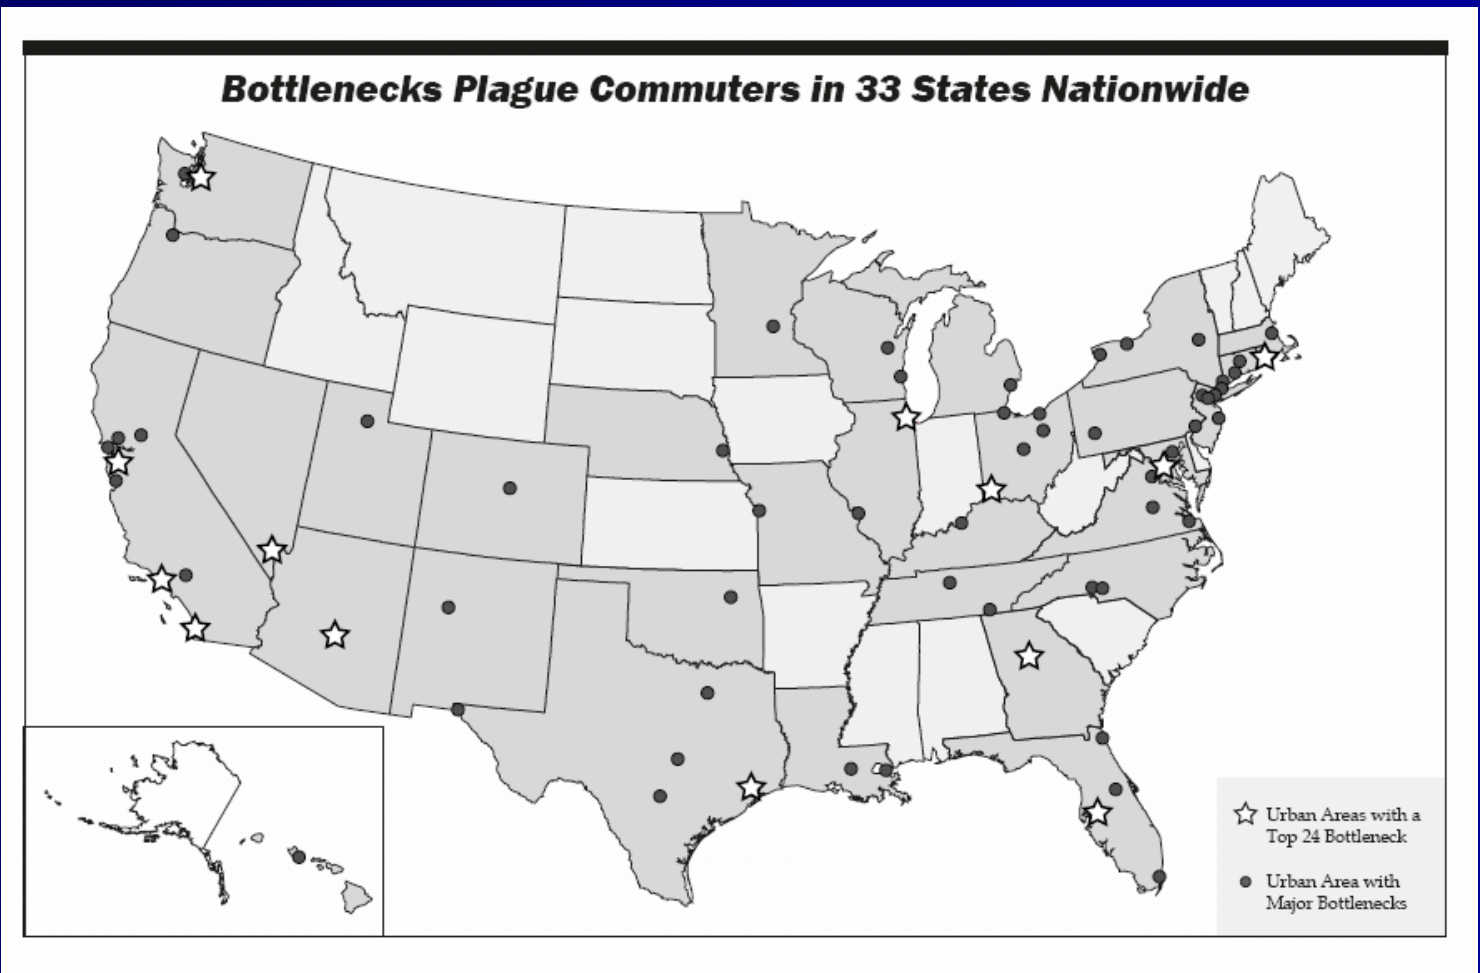 Bottlenecks Plague Commuters in 33 States Nationwide
Urban Areas with a
Top 24 Bottleneck
Urban Area with
Major Bottlenecks